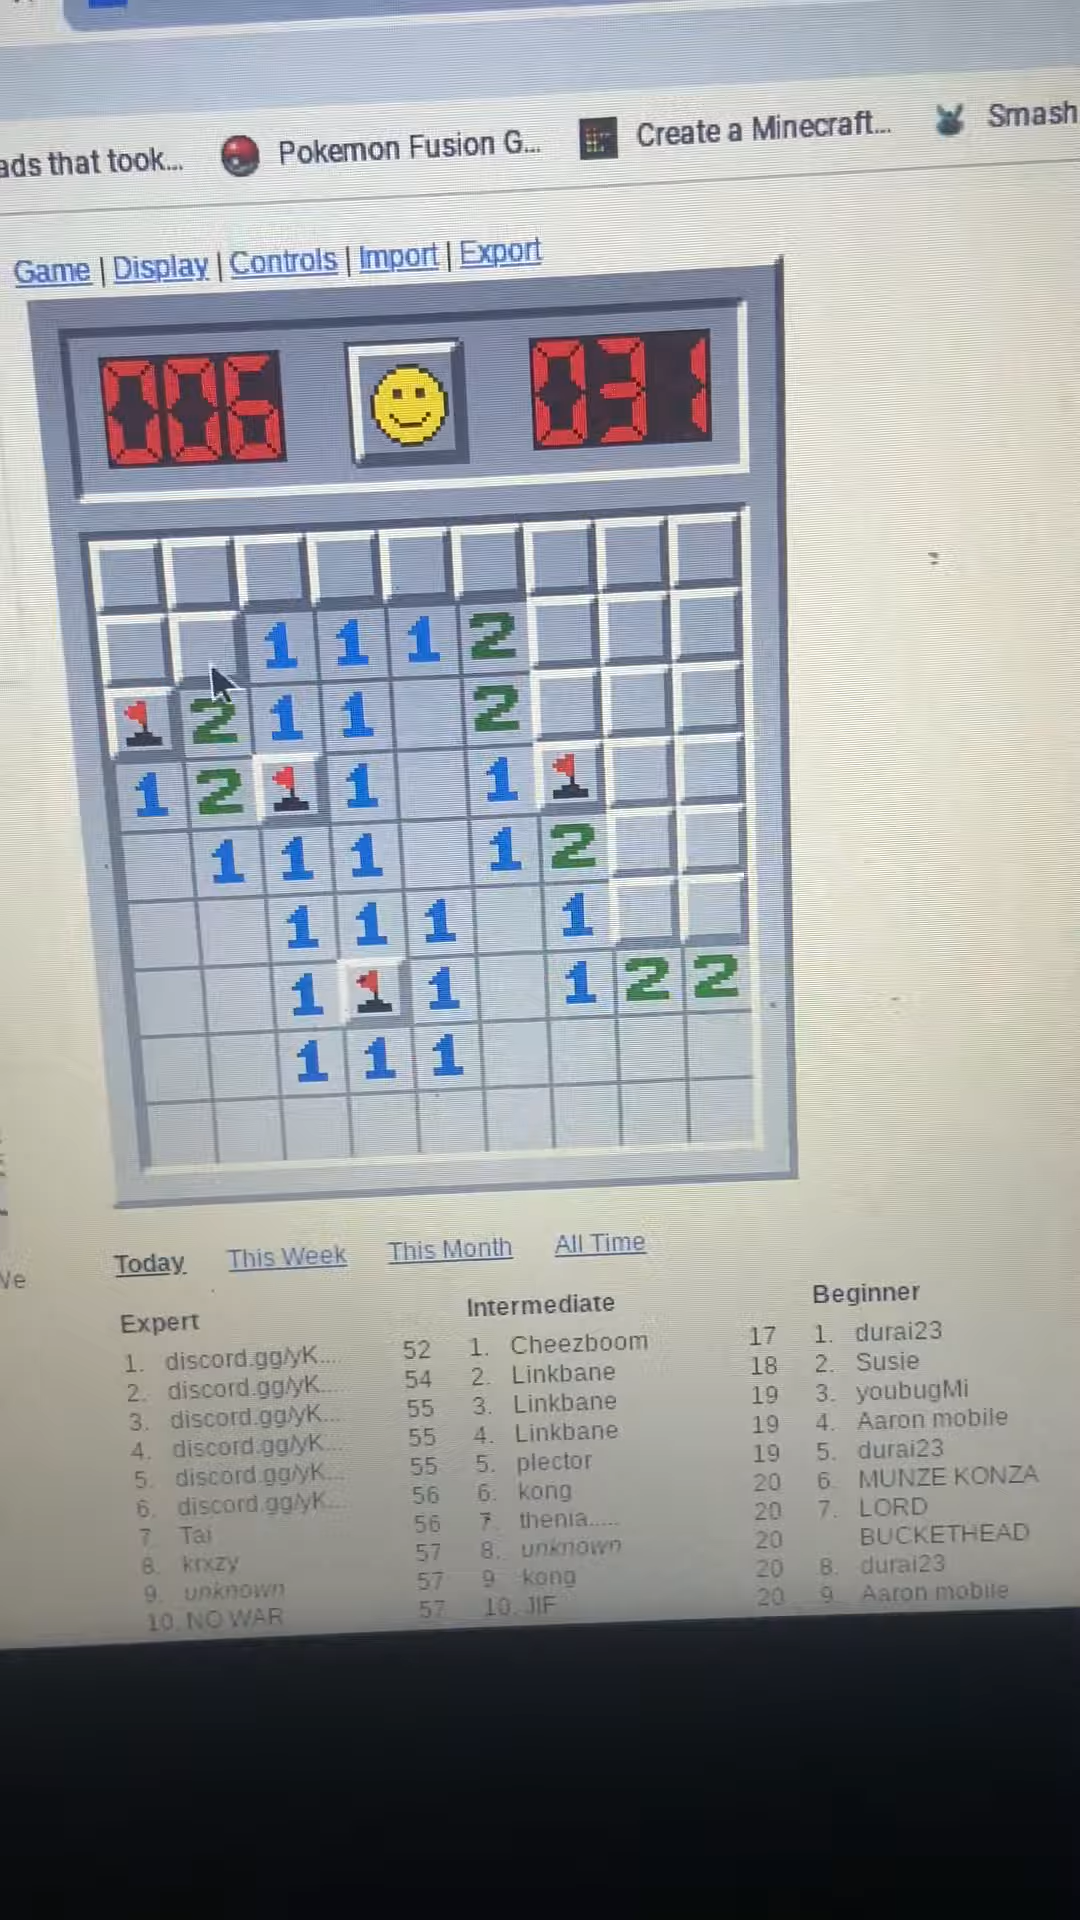 ads that took... Pokemon Fusion G... Create a Minecraft... Smash
Game | Display | Controls | Import | Export
006 031
1 1 1 2
2 1 1 2
1 2 1 1
1 1 1 1 2
1 1 1 1
1 1 1 2 2
1 1 1
Today This Week This Month All Time
Expert Intermediate Beginner
1. discord.gg/yK.... 52 1. Cheezboom 17 1. durai23
2. discord.gg/yK.... 54 2. Linkbane 18 2. Susie
3. discord.gg/yK... 55 3. Linkbane 19 3. youbugMi
4. discord.gg/yK... 55 4. Linkbane 19 4. Aaron mobile
5. discord.gg/yK... 55 5. plector 19 5. durai23
6. discord.gg/yK... 56 6. kong 20 6. MUNZE KONZA
7. Tai 56 7. thenia..... 20 7. LORD
8. krxzy 57 8. unknown 20 BUCKETHEAD
9. unknown 57 9. kong 20 8. durai23
10. NO WAR 57 10. JIF 20 9. Aaron mobile